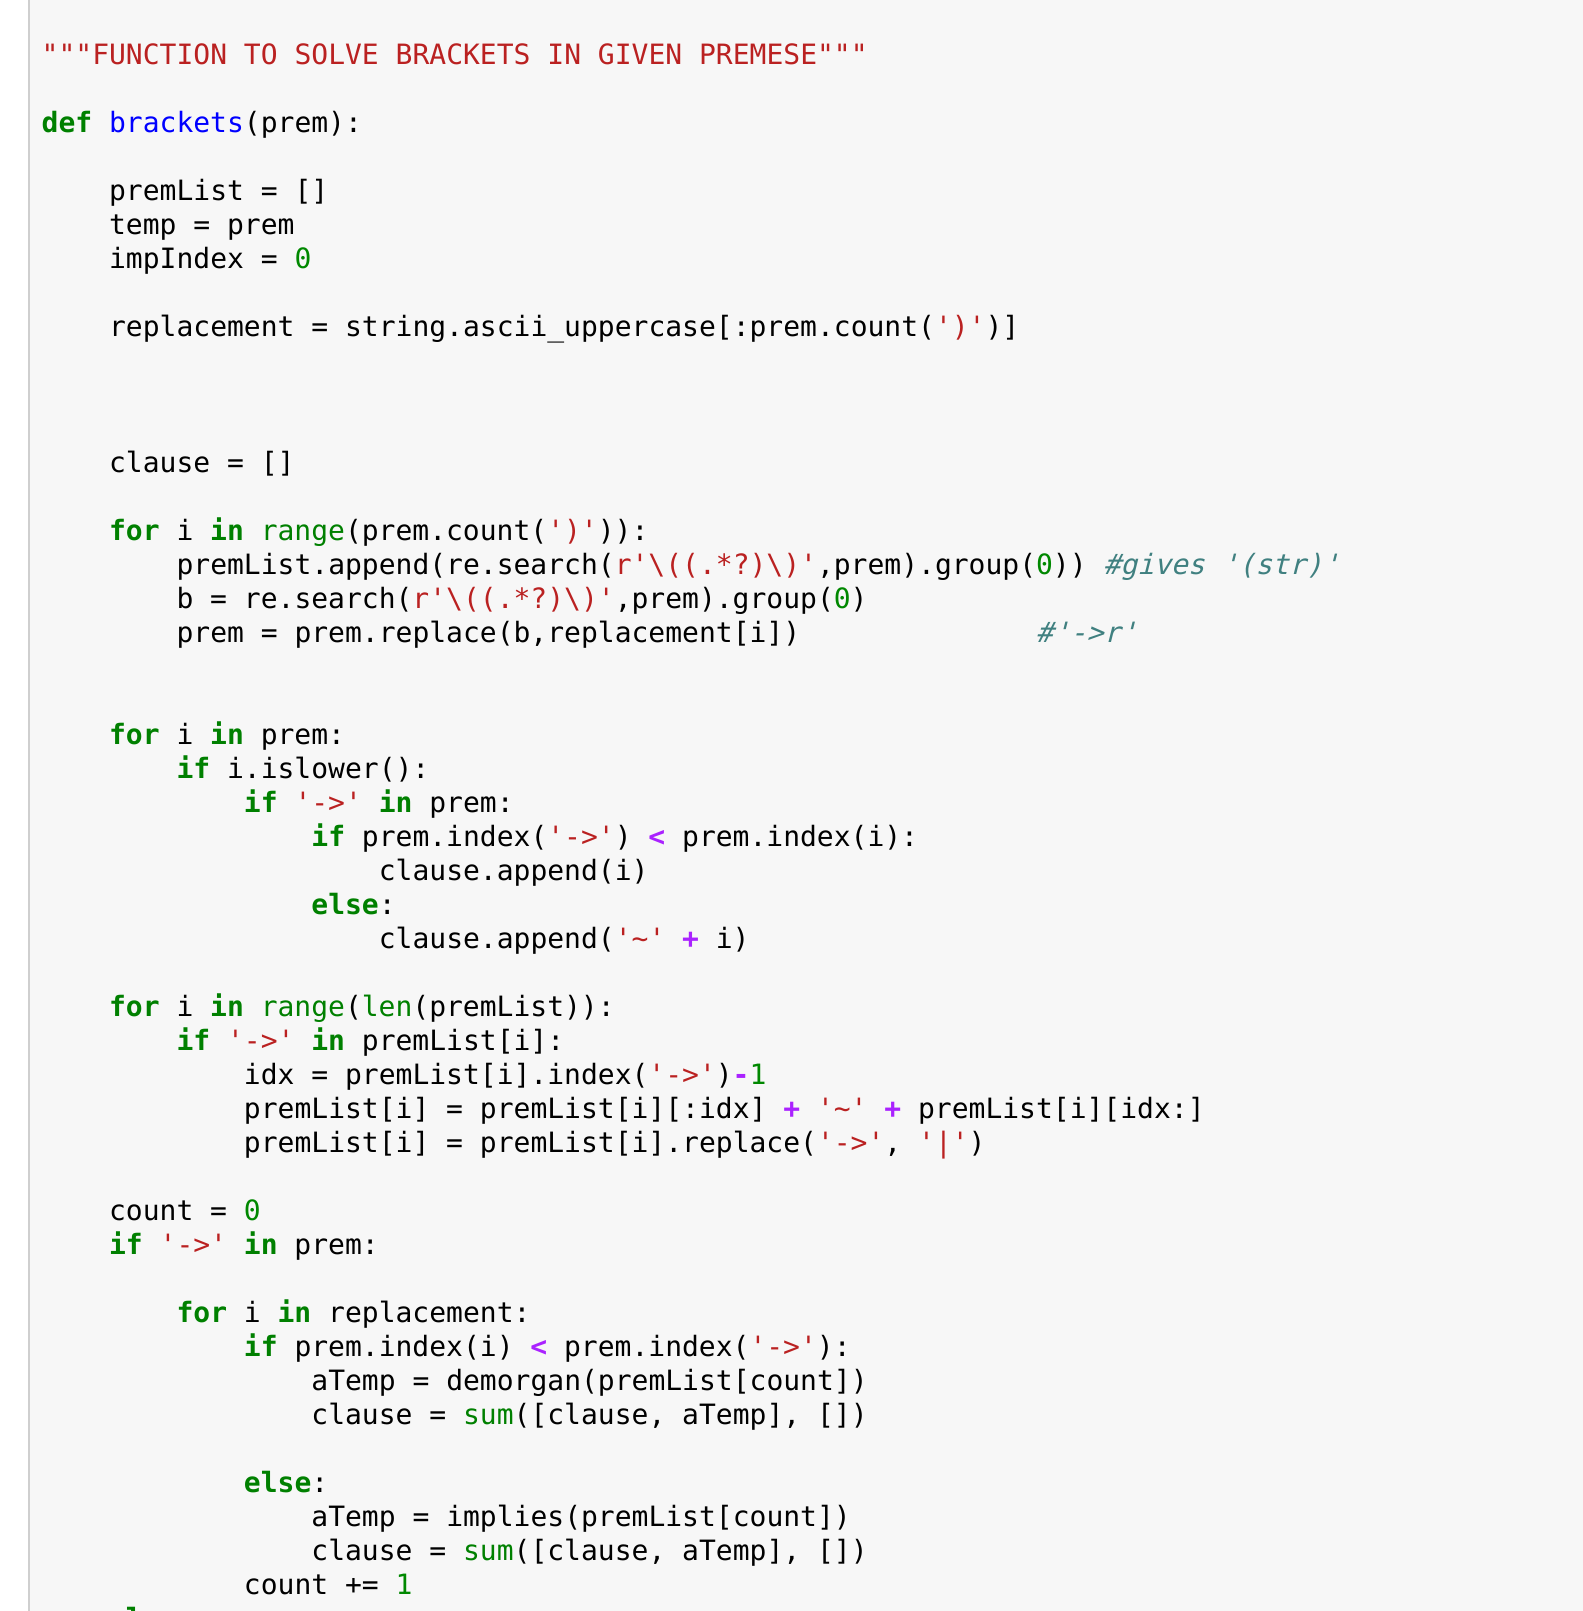 """FUNCTION TO SOLVE BRACKETS IN GIVEN PREMESE"""
def brackets(prem):
    premList = []
    temp = prem
    impIndex = 0
    replacement = string.ascii_uppercase[:prem.count(')')]
    clause = []
    for i in range(prem.count(')')):
        premList.append(re.search(r'\((.*?)\)',prem).group(0)) #gives '(str)'
        b = re.search(r'\((.*?)\)',prem).group(0)
        prem = prem.replace(b,replacement[i])              #'->r'
    for i in prem:
        if i.islower():
            if '->' in prem:
                if prem.index('->') < prem.index(i):
                    clause.append(i)
                else:
                    clause.append('~' + i)
    for i in range(len(premList)):
        if '->' in premList[i]:
            idx = premList[i].index('->')-1
            premList[i] = premList[i][:idx] + '~' + premList[i][idx:]
            premList[i] = premList[i].replace('->', '|')
    count = 0
    if '->' in prem:
        for i in replacement:
            if prem.index(i) < prem.index('->'):
                aTemp = demorgan(premList[count])
                clause = sum([clause, aTemp], [])
            else:
                aTemp = implies(premList[count])
                clause = sum([clause, aTemp], [])
            count += 1